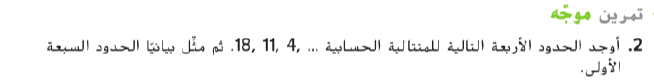 تمرين موجّه
2. أوجد الحدود الأربعة التالية للمتتالية الحسابية ... ,4 ,11 ,18. ثم مثّل بيانيًا الحدود السبعة
الأولى.